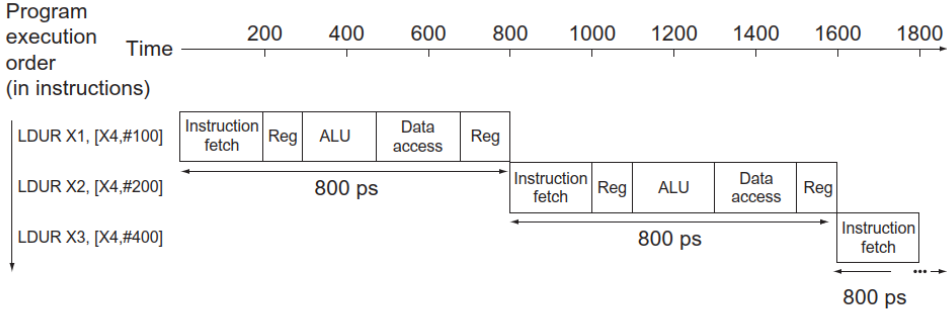 Program
execution
order
(in instructions)
Time
200 400 600 800 1000 1200 1400 1600 1800
LDUR X1, [X4,#100]
Instruction
fetch
Reg
ALU
Data
access
Reg
800 ps
LDUR X2, [X4,#200]
Instruction
fetch
Reg
ALU
Data
access
Reg
800 ps
LDUR X3, [X4,#400]
Instruction
fetch
...
800 ps